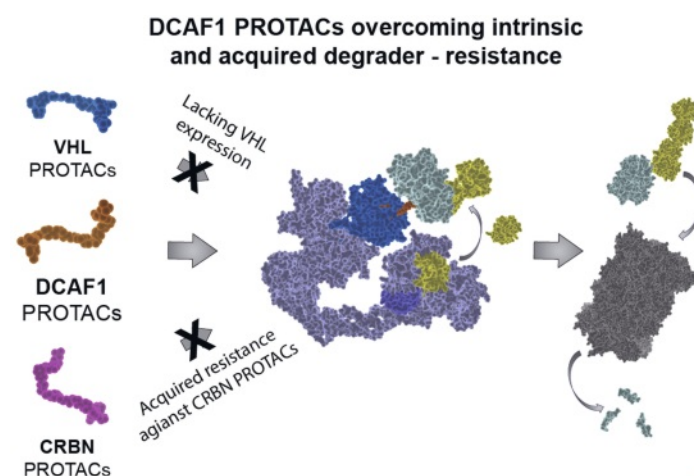 DCAF1 PROTACs overcoming intrinsic
and acquired degrader - resistance
VHL
PROTACs
Lacking VHL
expression
DCAF1
PROTACs
Acquired resistance
agianst CRBN PROTACs
CRBN
PROTACs